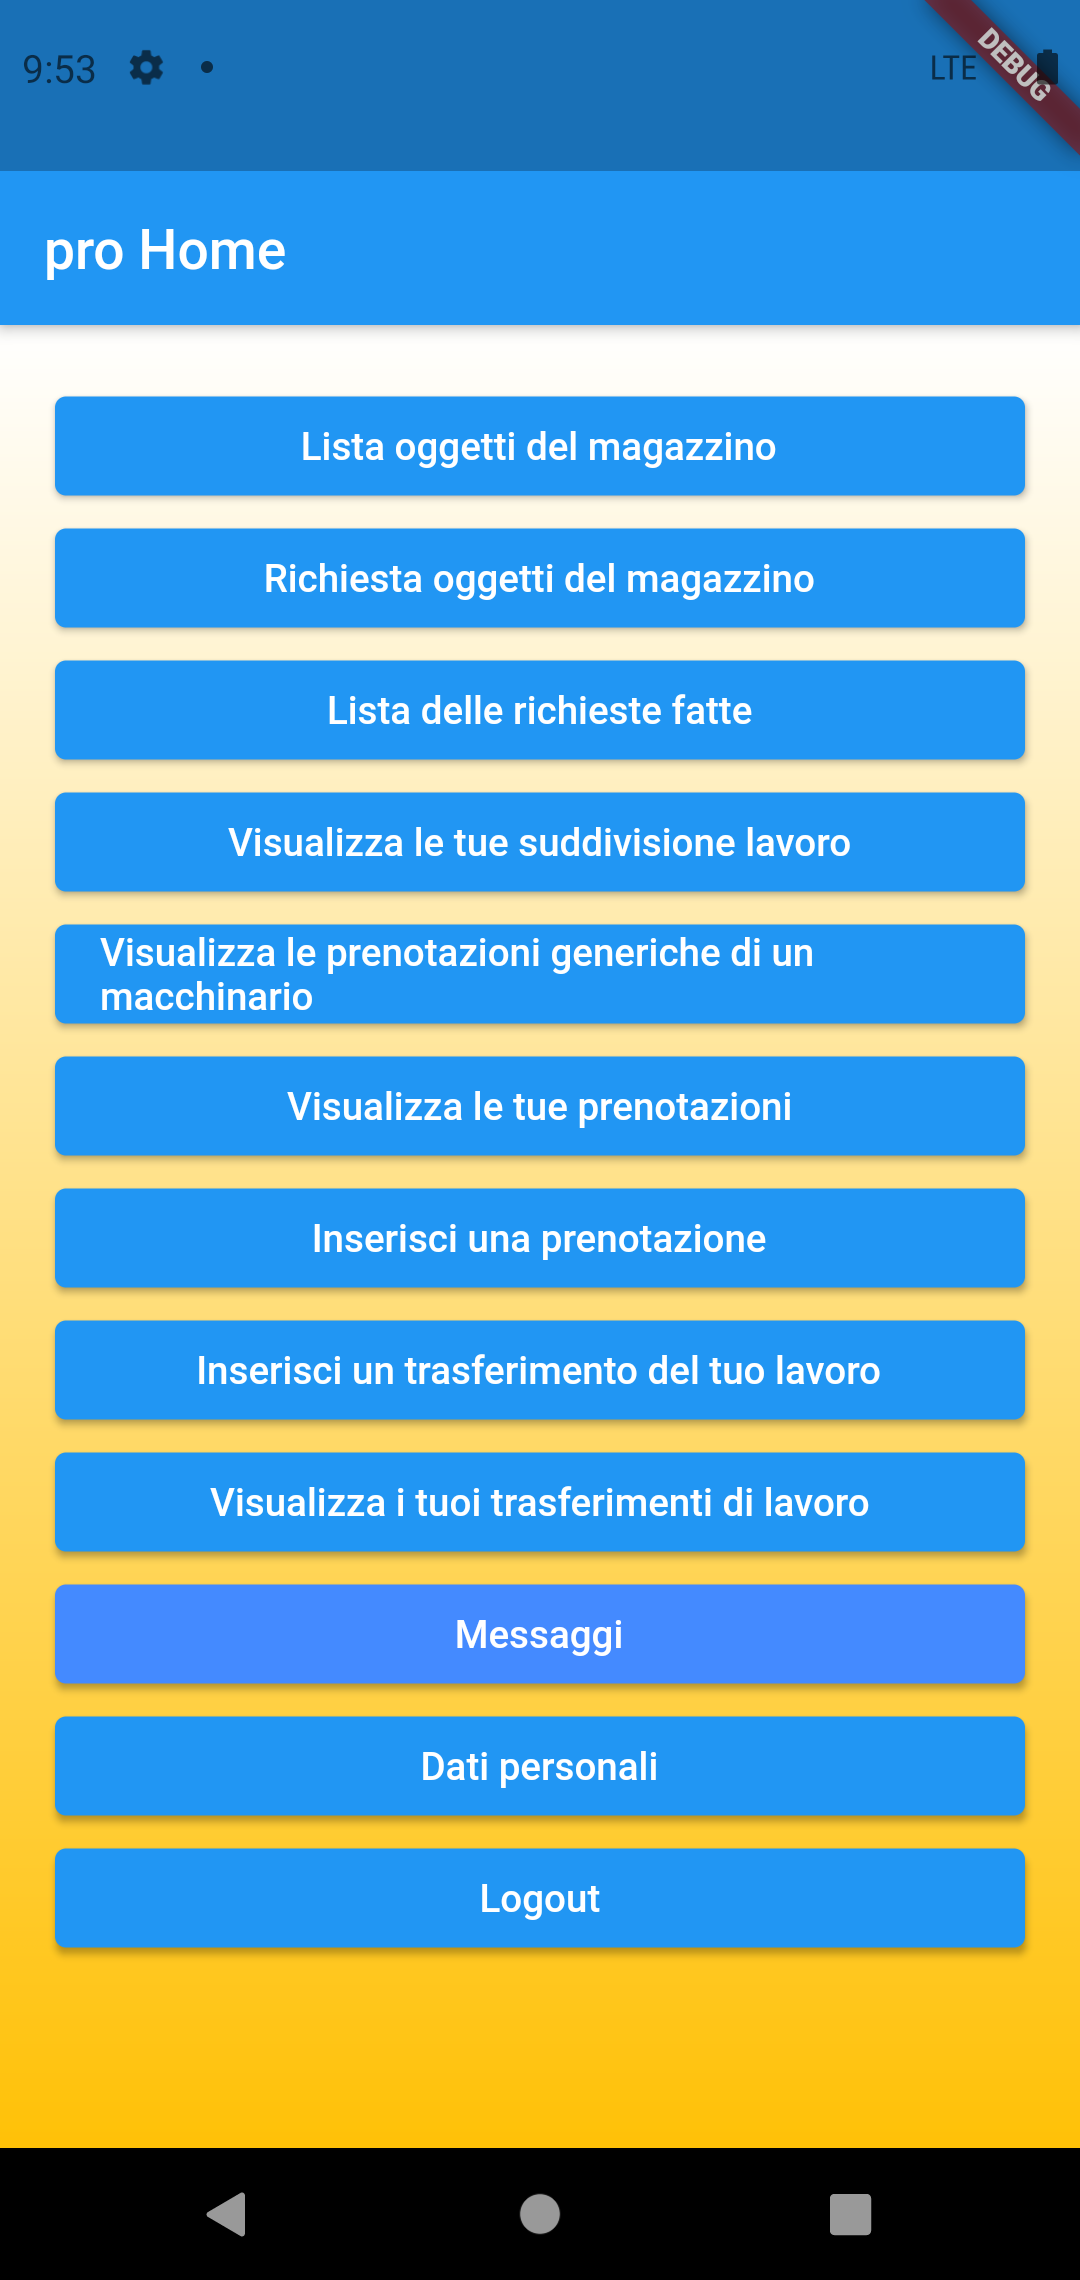 9:53
LTE
DEBUG
pro Home
Lista oggetti del magazzino
Richiesta oggetti del magazzino
Lista delle richieste fatte
Visualizza le tue suddivisione lavoro
Visualizza le prenotazioni generiche di un
macchinario
Visualizza le tue prenotazioni
Inserisci una prenotazione
Inserisci un trasferimento del tuo lavoro
Visualizza i tuoi trasferimenti di lavoro
Messaggi
Dati personali
Logout